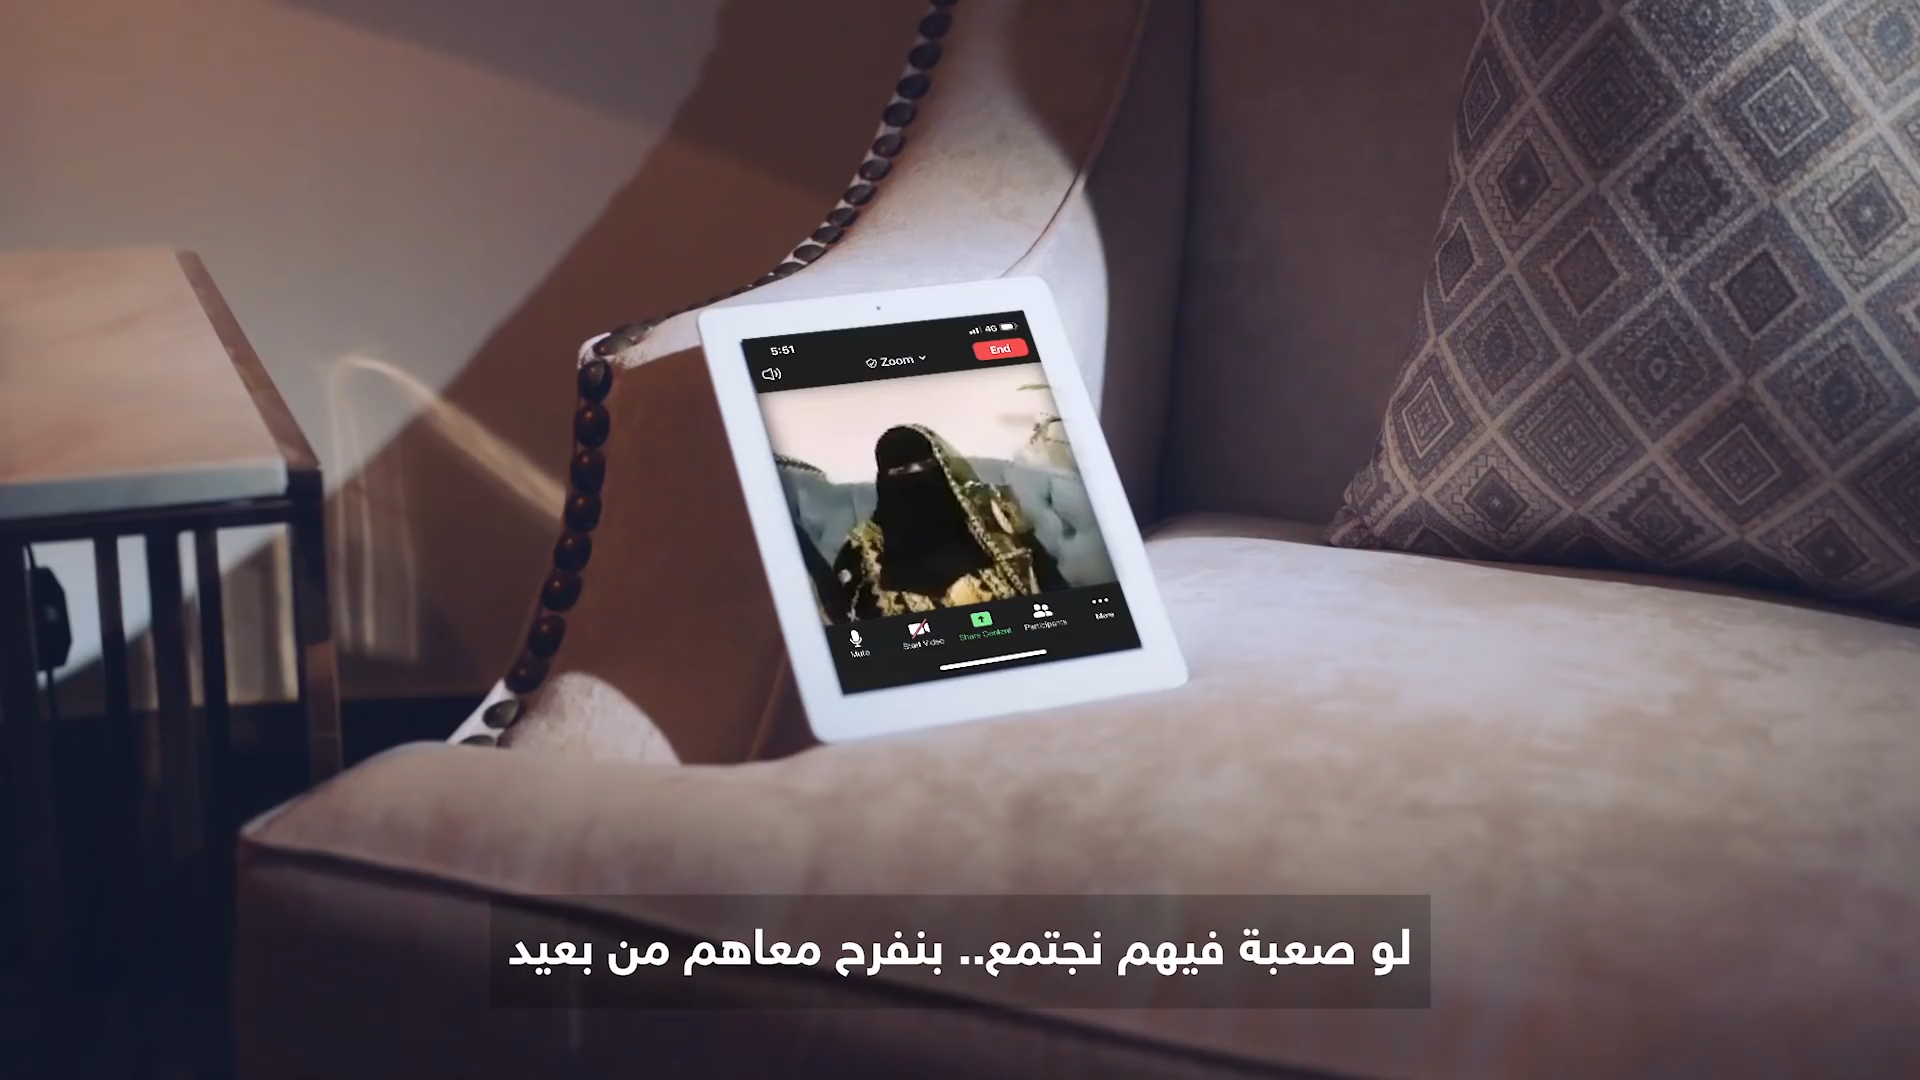 5:51
4G
Zoom
End
Mute
Start Video
Share Content
Participants
More
لو صعبة فيهم نجتمع.. بنفرح معاهم من بعيد